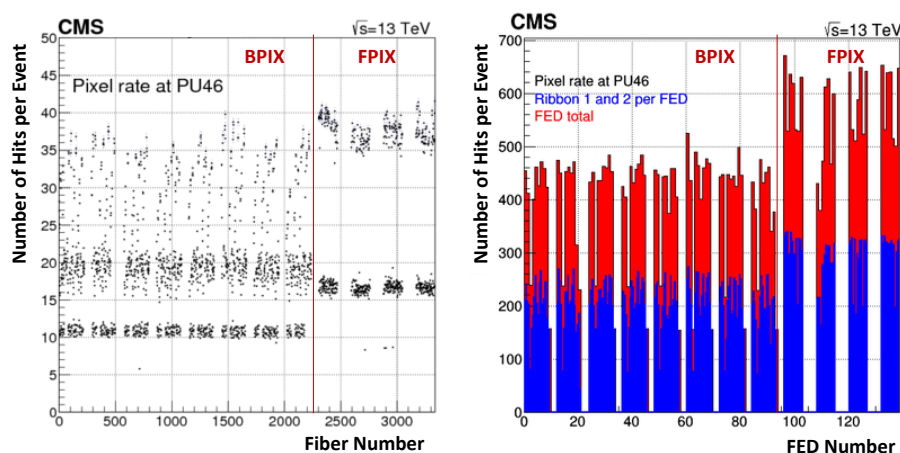 CMS
√s=13 TeV
BPIX
FPIX
Pixel rate at PU46
Number of Hits per Event
50
45
40
35
30
25
20
15
10
5
0
0 500 1000 1500 2000 2500 3000
Fiber Number
CMS
√s=13 TeV
BPIX
FPIX
Pixel rate at PU46
Ribbon 1 and 2 per FED
FED total
Number of Hits per Event
700
600
500
400
300
200
100
0
0 20 40 60 80 100 120
FED Number